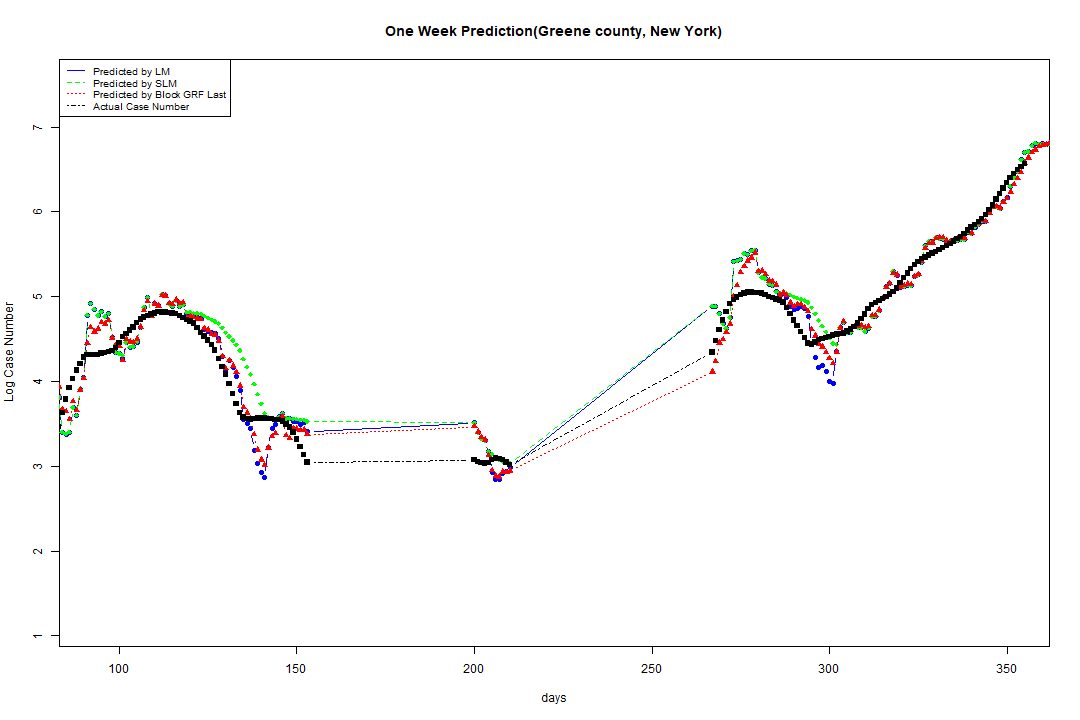 One Week Prediction(Greene county, New York)
Predicted by LM
Predicted by SLM
Predicted by Block GRF Last
Actual Case Number
Log Case Number
7
6
5
4
3
2
1
100 150 200 250 300 350
days